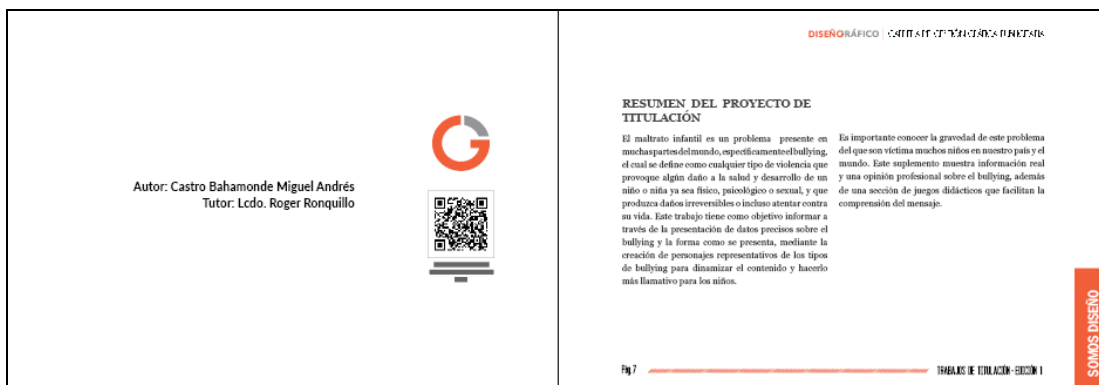 Autor: Castro Bahamonde Miguel Andrés
Tutor: Lcdo. Roger Ronquillo
DISEÑOGRÁFICO
RESUMEN DEL PROYECTO DE
TITULACIÓN
El maltrato infantil es un problema presente en
muchas partes del mundo, específicamente el bullying,
el cual se define como cualquier tipo de violencia que
provoque algún daño a la salud y desarrollo de un
niño o niña ya sea físico, psicológico o sexual, y que
produzca daños irreversibles o incluso atentar contra
su vida. Este trabajo tiene como objetivo informar a
través de la presentación de datos precisos sobre el
bullying y la forma como se presenta, mediante la
creación de personajes representativos de los tipos
de bullying para dinamizar el contenido y hacerlo
más llamativo para los niños.
Es importante conocer la gravedad de este problema
del que son víctima muchos niños en nuestro país y el
mundo. Este suplemento muestra información real
y una opinión profesional sobre el bullying, además
de una sección de juegos didácticos que facilitan la
comprensión del mensaje.
SOMOS DISEÑO
Pág. 7
TRABAJOS DE TITULACIÓN - EDICIÓN 1